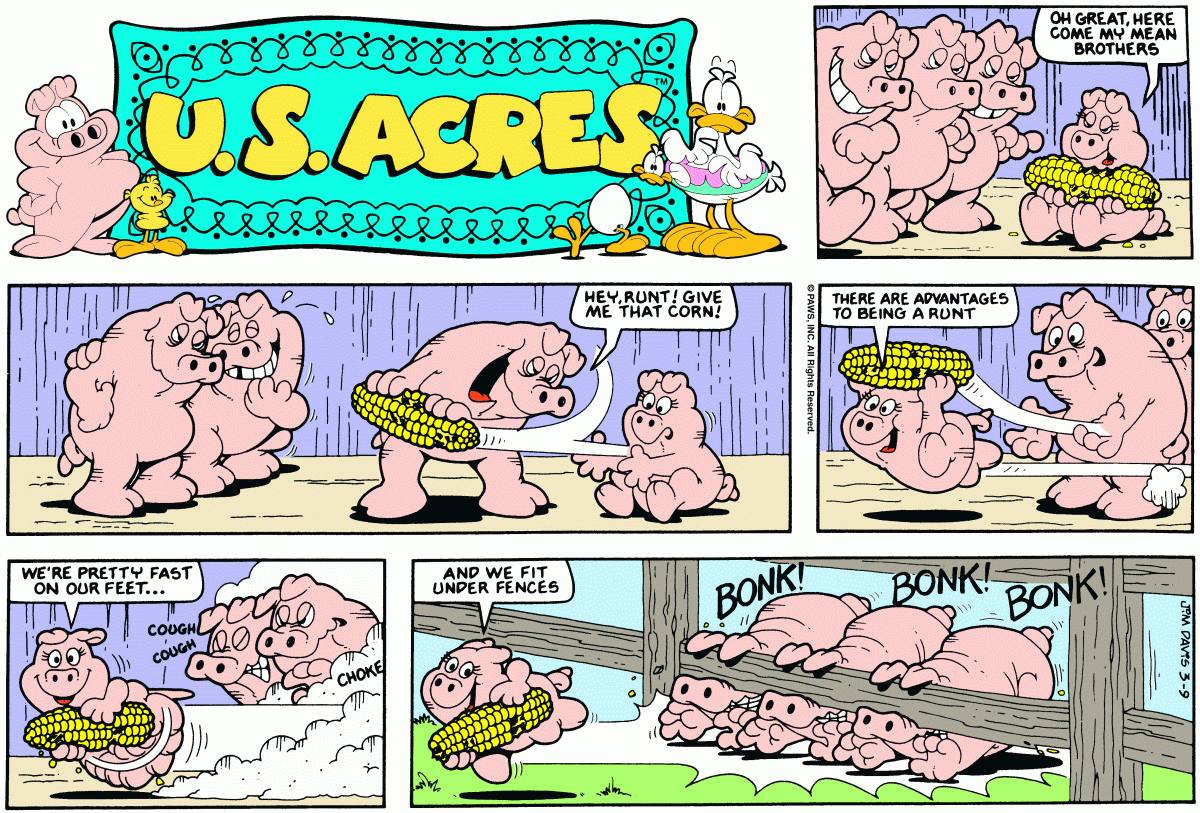 U.S. ACRES
TM
OH GREAT, HERE
COME MY MEAN
BROTHERS
HEY, RUNT! GIVE
ME THAT CORN!
© PAWS, INC. All Rights Reserved.
THERE ARE ADVANTAGES
TO BEING A RUNT
WE'RE PRETTY FAST
ON OUR FEET...
COUGH
COUGH
CHOKE
AND WE FIT
UNDER FENCES
BONK!
BONK!
BONK!
JIM DAVIS 3-9